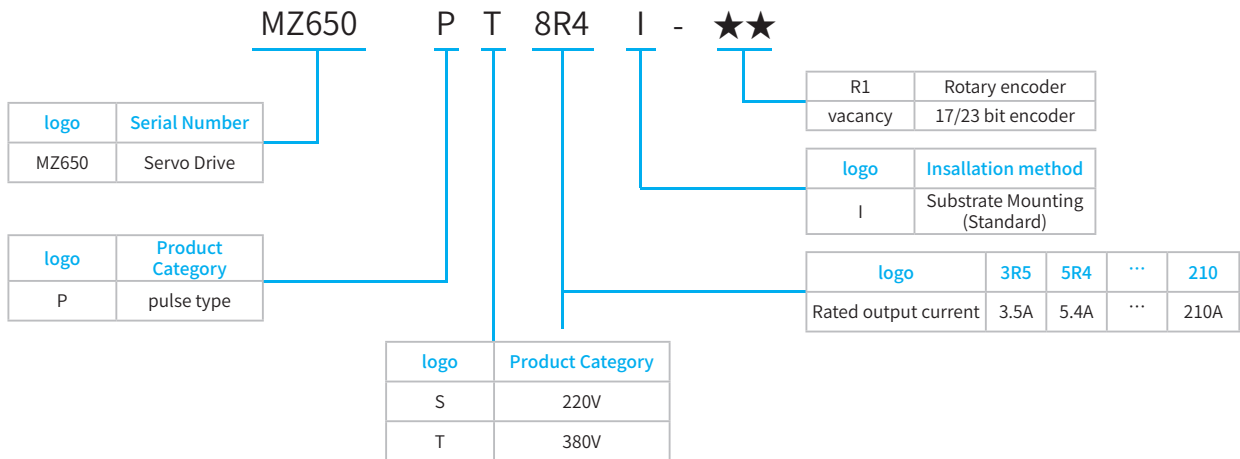 MZ650 P T 8R4 I - ★★
R1 Rotary encoder
vacancy 17/23 bit encoder
logo Serial Number
MZ650 Servo Drive
logo Insallation method
I Substrate Mounting
(Standard)
logo Product
Category
P pulse type
logo 3R5 5R4 ... 210
Rated output current 3.5A 5.4A ... 210A
logo Product Category
S 220V
T 380V